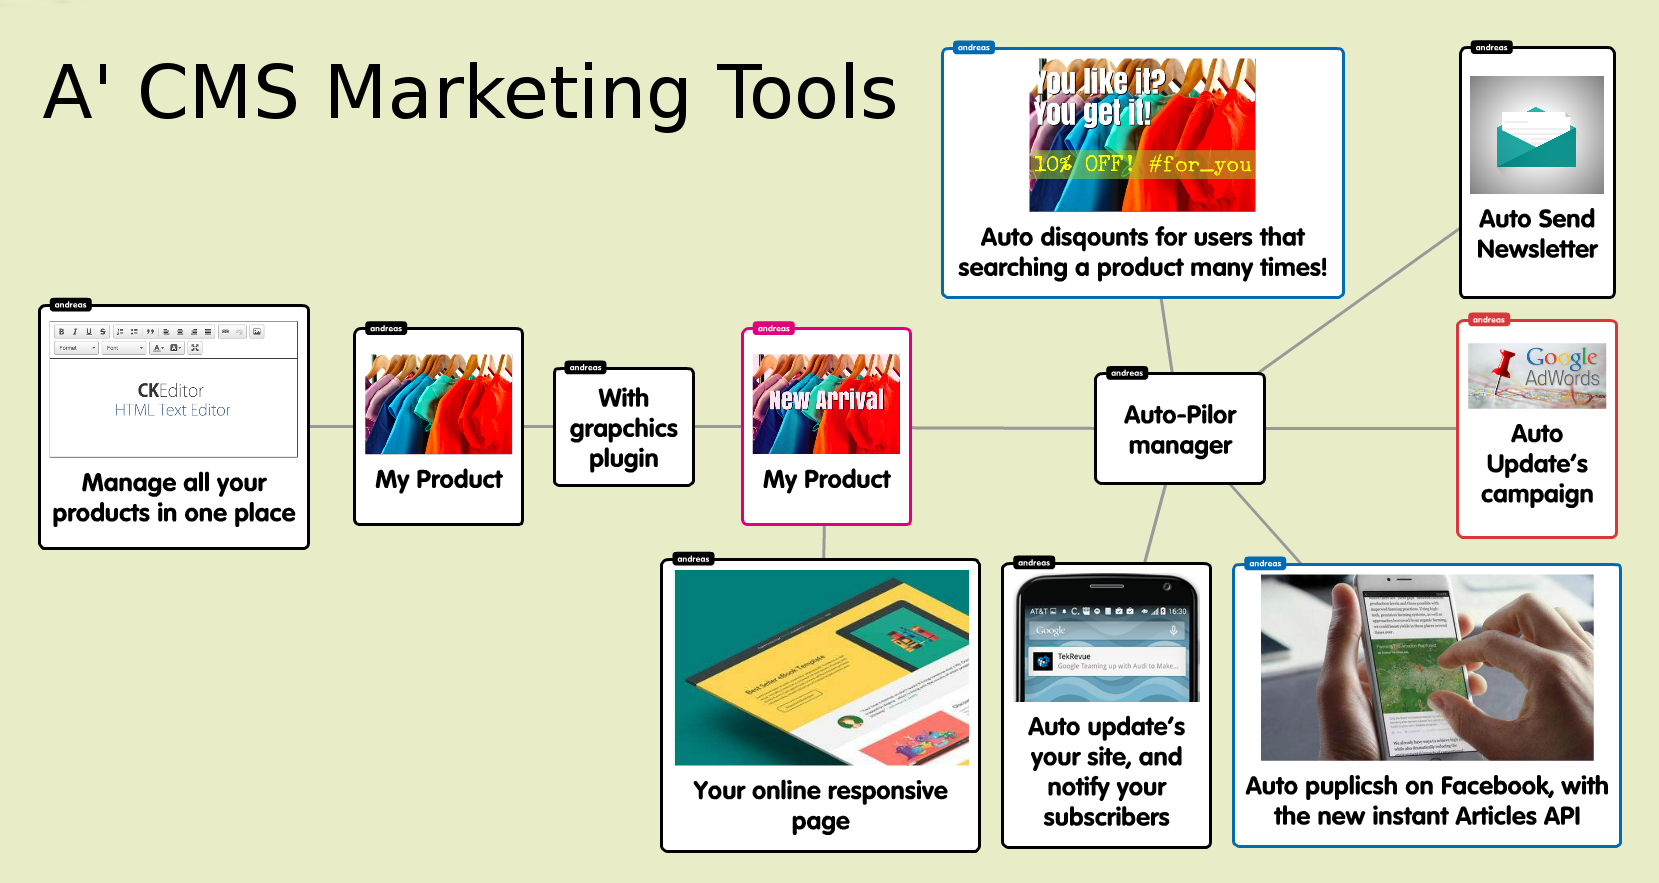 A' CMS Marketing Tools
andreas
You like it?
You get it!
10% OFF! #for_you
Auto disqounts for users that
searching a product many times!
andreas
Auto Send
Newsletter
andreas
B I U S
Format
Font
A
A
CKEditor
HTML Text Editor
Manage all your
products in one place
andreas
My Product
andreas
With
grapchics
plugin
andreas
New Arrival
My Product
andreas
Auto-Pilor
manager
andreas
Google
AdWords
Auto
Update's
campaign
andreas
Best Seller eBook Template
Your online responsive
page
andreas
AT&T
16:30
Google
TekRevue
Google Teaming up with Audi to Make...
Auto update's
your site, and
notify your
subscribers
andreas
Auto puplicsh on Facebook, with
the new instant Articles API